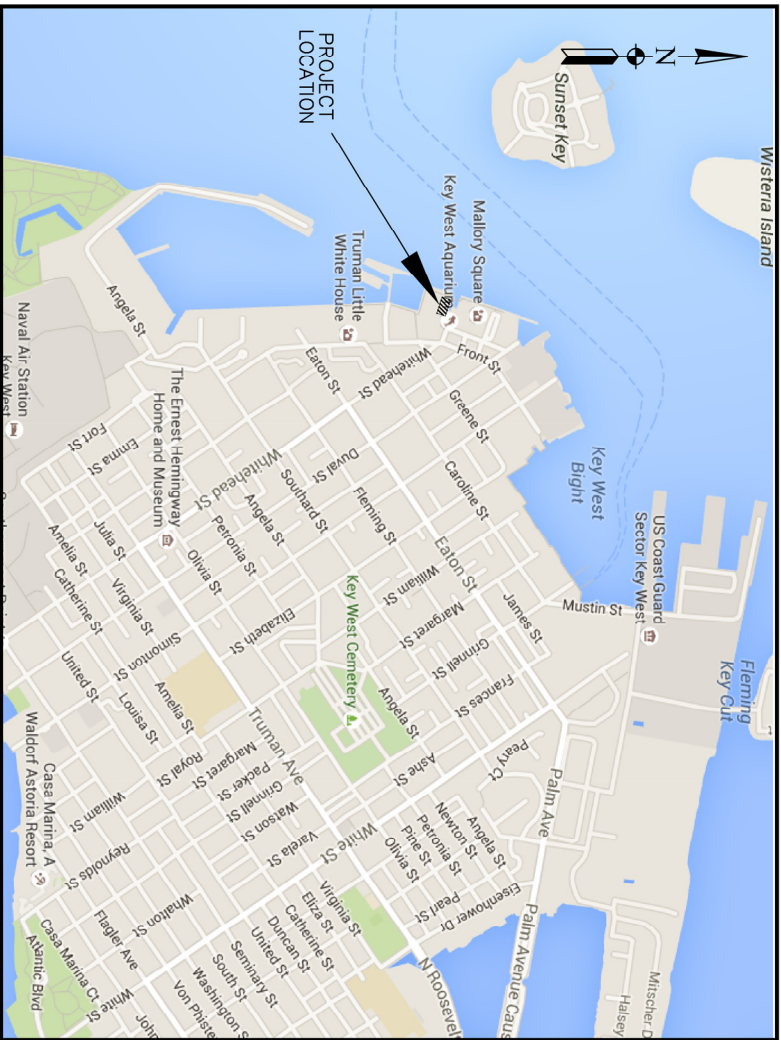 Wisteria Island
N
Sunset Key
PROJECT
LOCATION
Mallory Square
Key West Aquarium
Truman Little
White House
Front St
Whitehead St
Eaton St
Greene St
Duval St
Caroline St
Key West
Bight
US Coast Guard
Sector Key West
Mustin St
Fleming
Key Cut
Angela St
Naval Air Station
Key West
The Ernest Hemingway
Home and Museum
Fort St
Emma St
Whitehead St
Southard St
Angela St
Petronia St
Olivia St
Fleming St
Eaton St
William St
James St
Margaret St
Grinnell St
Frances St
Julia St
Amelia St
Catherine St
Virginia St
Simonton St
Elizabeth St
Key West Cemetery
Angela St
Ashe St
Peary Ct
Palm Ave
United St
Louisa St
Amelia St
Truman Ave
Royal St
Margaret St
Packer St
Grinnell St
Watson St
Varela St
White St
Newton St
Angela St
Petronia St
Pine St
Olivia St
Pearl St
Eisenhower Dr
Palm Avenue Caus
Casa Marina, A
Waldorf Astoria Resort
William St
Reynolds St
Whalton St
Flagler Ave
Casa Marina Ct
Atlantic Blvd
White St
Virginia St
Eliza St
Catherine St
Duncan St
United St
Seminary St
South St
Washington S
Von Phiste
John
N Roosevel
Mitscher D
Halsey